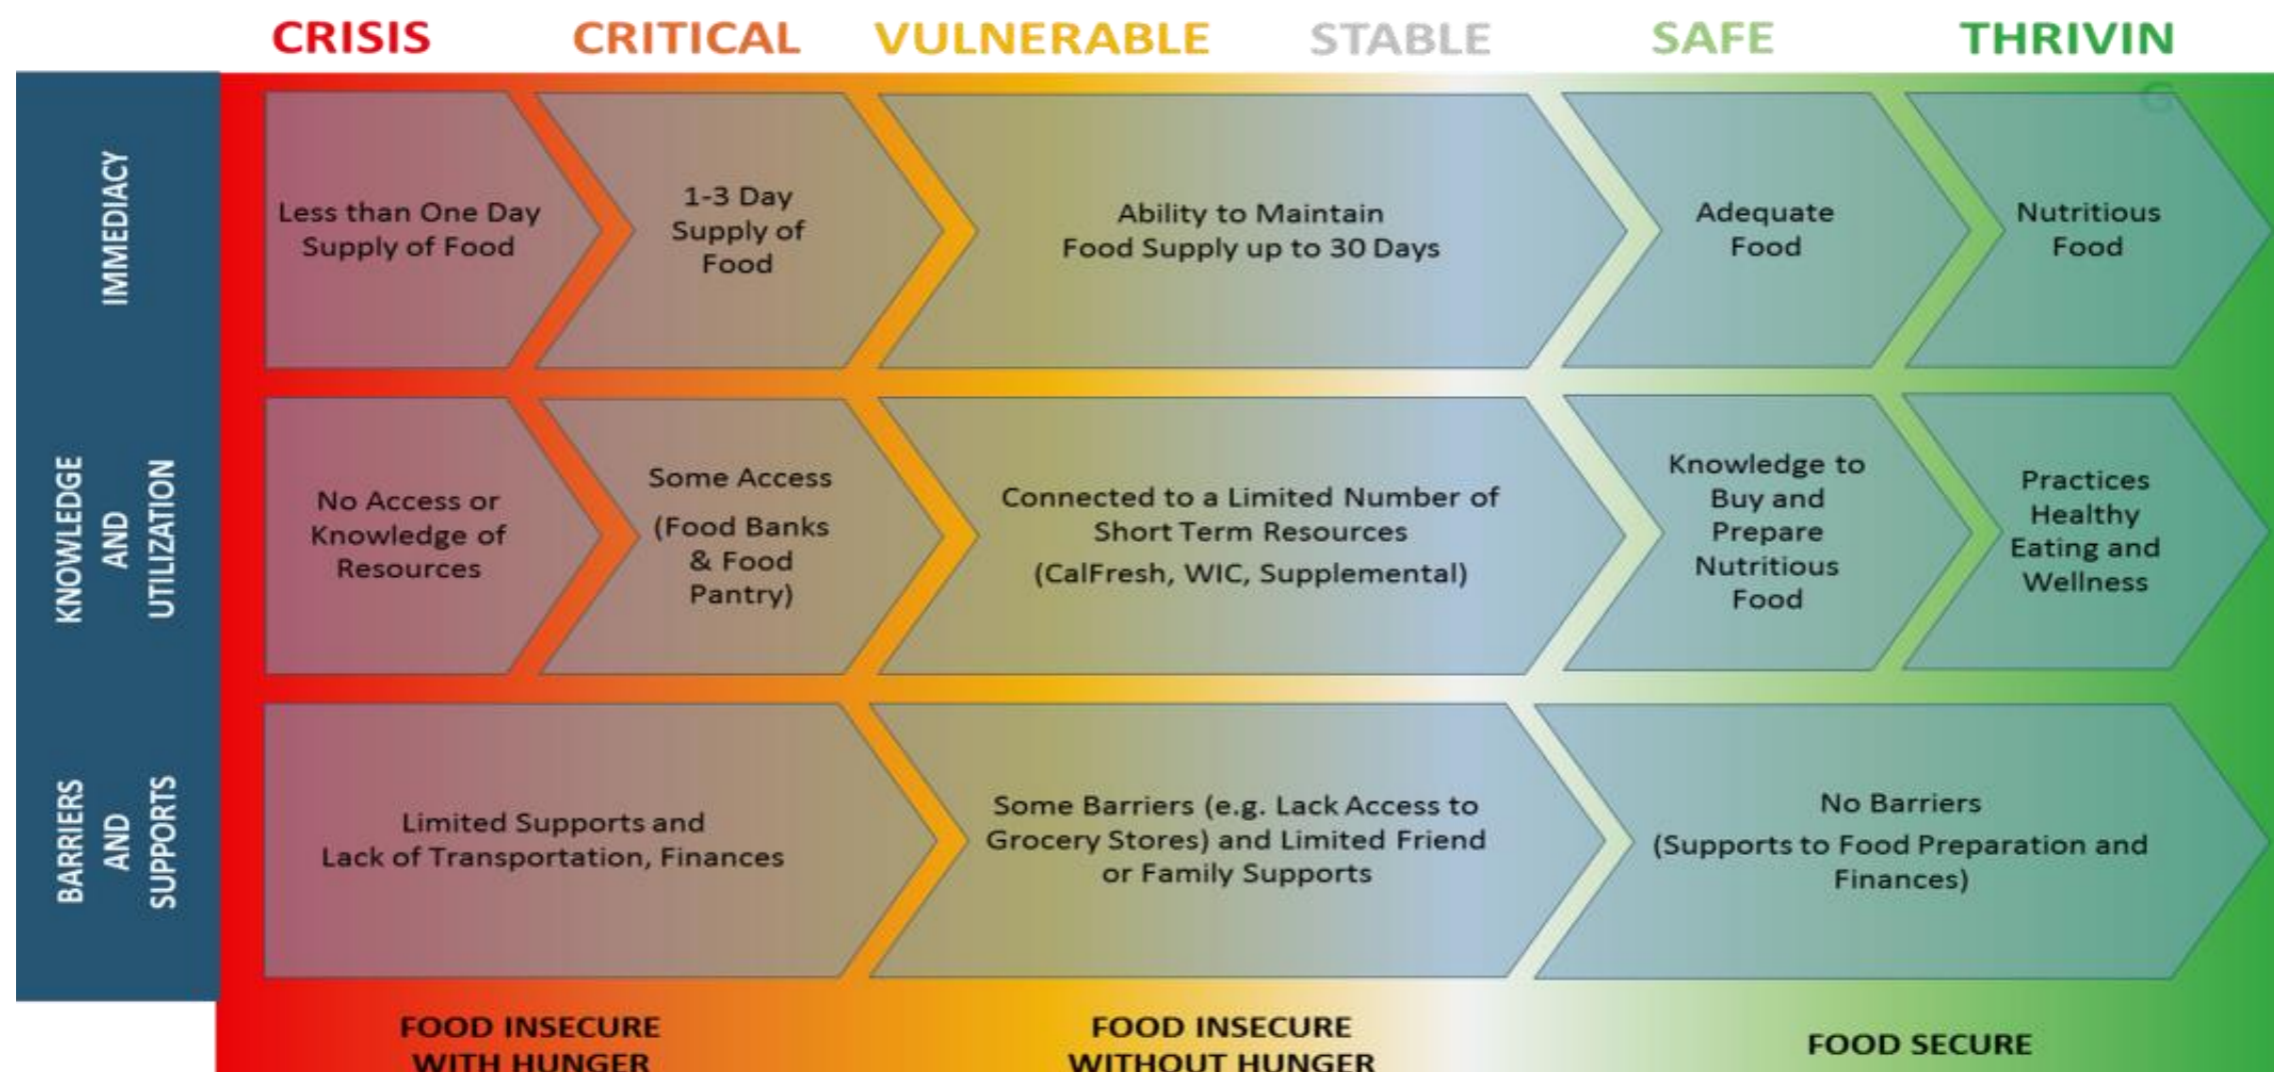 CRISIS CRITICAL VULNERABLE STABLE SAFE THRIVIN
G
IMMEDIACY
Less than One Day
Supply of Food
1-3 Day
Supply of
Food
Ability to Maintain
Food Supply up to 30 Days
Adequate
Food
Nutritious
Food
KNOWLEDGE
AND
UTILIZATION
No Access or
Knowledge of
Resources
Some Access
(Food Banks
& Food
Pantry)
Connected to a Limited Number of
Short Term Resources
(CalFresh, WIC, Supplemental)
Knowledge to
Buy and
Prepare
Nutritious
Food
Practices
Healthy
Eating and
Wellness
BARRIERS
AND
SUPPORTS
Limited Supports and
Lack of Transportation, Finances
Some Barriers (e.g. Lack Access to
Grocery Stores) and Limited Friend
or Family Supports
No Barriers
(Supports to Food Preparation and
Finances)
FOOD INSECURE
WITH HUNGER
FOOD INSECURE
WITHOUT HUNGER
FOOD SECURE